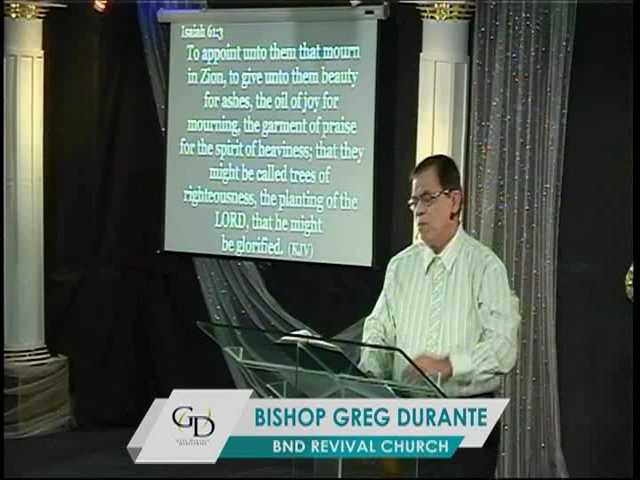 Isaiah 61:3
To appoint unto them that mourn
in Zion, to give unto them beauty
for ashes, the oil of joy for
mourning, the garment of praise
for the spirit of heaviness; that they
might be called trees of
righteousness, the planting of the
LORD, that he might
be glorified. (KJV)
GD
BISHOP GREG DURANTE
BND REVIVAL CHURCH